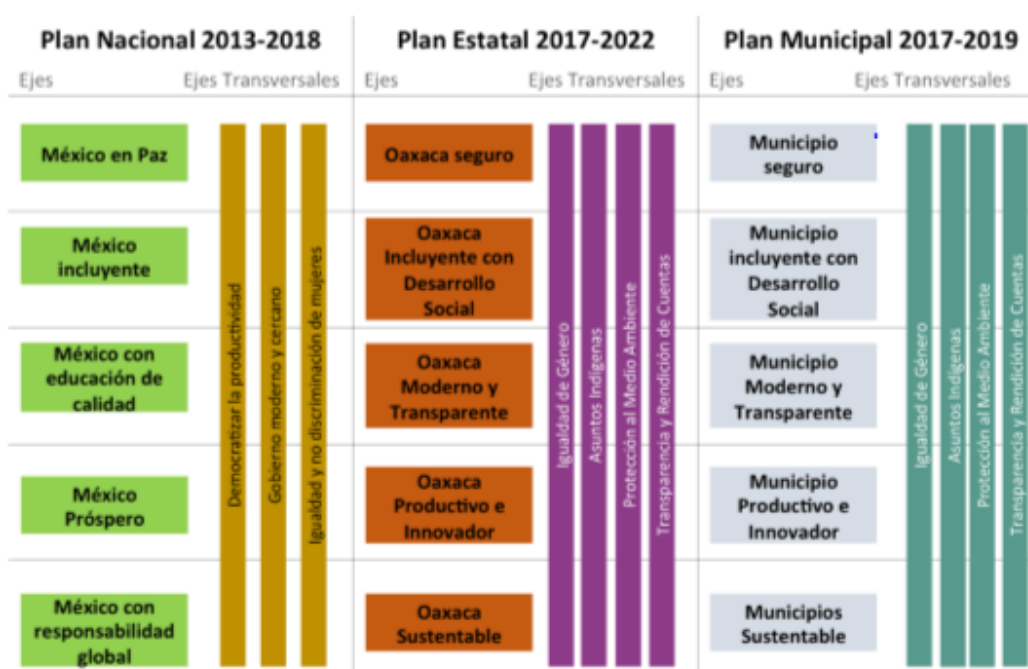 Plan Nacional 2013-2018
Ejes
Ejes Transversales
México en Paz
México
incluyente
México con
educación de
calidad
México
Próspero
México con
responsabilidad
global
Democratizar la productividad
Gobierno moderno y cercano
Igualdad y no discriminación de mujeres
Plan Estatal 2017-2022
Ejes
Ejes Transversales
Oaxaca seguro
Oaxaca
Incluyente con
Desarrollo
Social
Oaxaca
Moderno y
Transparente
Oaxaca
Productivo e
Innovador
Oaxaca
Sustentable
Igualdad de Género
Asuntos Indígenas
Protección al Medio Ambiente
Transparencia y Rendición de Cuentas
Plan Municipal 2017-2019
Ejes
Ejes Transversales
Municipio
seguro
Municipio
incluyente con
Desarrollo
Social
Municipio
Moderno y
Transparente
Municipio
Productivo e
Innovador
Municipios
Sustentable
Igualdad de Género
Asuntos Indígenas
Protección al Medio Ambiente
Transparencia y Rendición de Cuentas